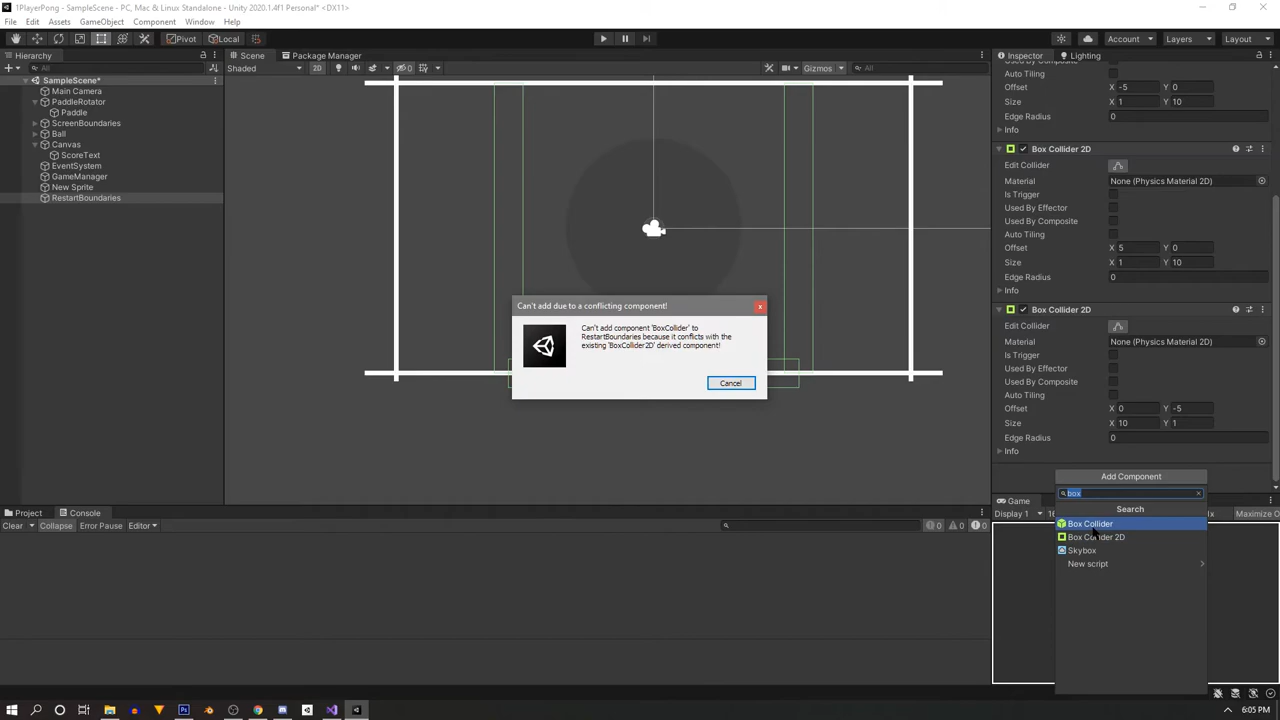 1PlayerPong - SampleScene - PC, Mac & Linux Standalone - Unity 2020.1.4f1 Personal* <DX11>
File Edit Assets GameObject Component Window Help
Pivot Local Account Layers Layout
Hierarchy Scene Package Manager Inspector Lighting
All Shaded 2D 0 Gizmos All
SampleScene*
Main Camera
PaddleRotator
Paddle
ScreenBoundaries
Ball
Canvas
ScoreText
EventSystem
GameManager
New Sprite
RestartBoundaries
Auto Tiling
Offset X -5 Y 0
Size X 1 Y 10
Edge Radius 0
Info
Box Collider 2D
Edit Collider
Material None (Physics Material 2D)
Is Trigger
Used By Effector
Used By Composite
Auto Tiling
Offset X 5 Y 0
Size X 1 Y 10
Edge Radius 0
Info
Box Collider 2D
Edit Collider
Material None (Physics Material 2D)
Is Trigger
Used By Effector
Used By Composite
Auto Tiling
Offset X 0 Y -5
Size X 10 Y 1
Edge Radius 0
Info
Can't add due to a conflicting component! x
Can't add component 'BoxCollider' to
RestartBoundaries because it conflicts with the
existing 'BoxCollider2D' derived component!
Cancel
Add Component
box
Search
Box Collider
Box Collider 2D
Skybox
New script
Project Console
Clear Collapse Error Pause Editor 0 0 0
Game
Display 1 Maximize O
6:05 PM